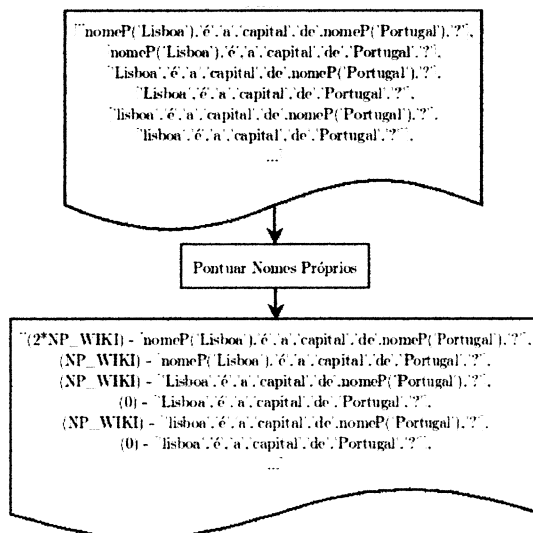 "'nomeP('Lisboa'),'é','a','capital','de',nomeP('Portugal'),'?'",
'nomeP('Lisboa'),'é','a','capital','de','Portugal','?'",
"Lisboa','é','a','capital','de',nomeP('Portugal'),'?'",
"Lisboa','é','a','capital','de','Portugal','?'",
"lisboa','é','a','capital','de',nomeP('Portugal'),'?'",
"lisboa','é','a','capital','de','Portugal','?'",
..."
Pontuar Nomes Próprios
"(2*NP_WIKI) - "nomeP('Lisboa'),'é','a','capital','de',nomeP('Portugal'),'?'",
(NP_WIKI) - "nomeP('Lisboa'),'é','a','capital','de','Portugal','?'",
(NP_WIKI) - "Lisboa','é','a','capital','de',nomeP('Portugal'),'?'",
(0) - "Lisboa','é','a','capital','de','Portugal','?'",
(NP_WIKI) - "lisboa','é','a','capital','de',nomeP('Portugal'),'?'",
(0) - "lisboa','é','a','capital','de','Portugal','?'",
..."